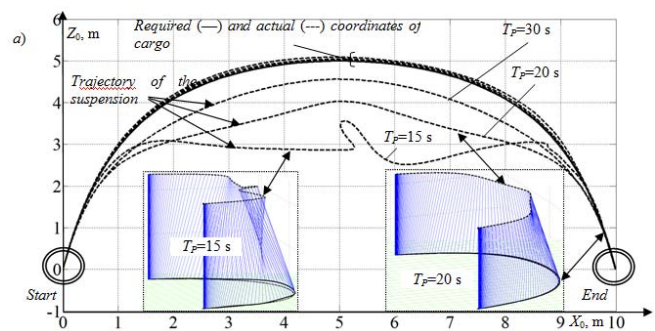 a)
Z₀, m
Required (—) and actual (---) coordinates of
cargo
Trajectory of the
suspension
Tₚ=30 s
Tₚ=20 s
Tₚ=15 s
Tₚ=15 s
Tₚ=20 s
Start
End
6
5
4
3
2
1
0
-1
0 1 2 3 4 5 6 7 8 9 X₀, m 10